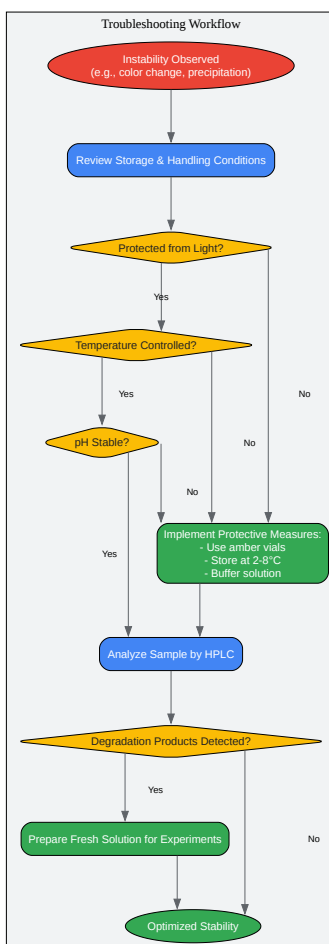 Troubleshooting Workflow
Instability Observed
(e.g., color change, precipitation)
Review Storage & Handling Conditions
Protected from Light?
Yes
Temperature Controlled?
Yes
No
pH Stable?
No
No
Implement Protective Measures:
- Use amber vials
- Store at 2-8°C
- Buffer solution
Yes
Analyze Sample by HPLC
Degradation Products Detected?
Yes
Prepare Fresh Solution for Experiments
No
Optimized Stability